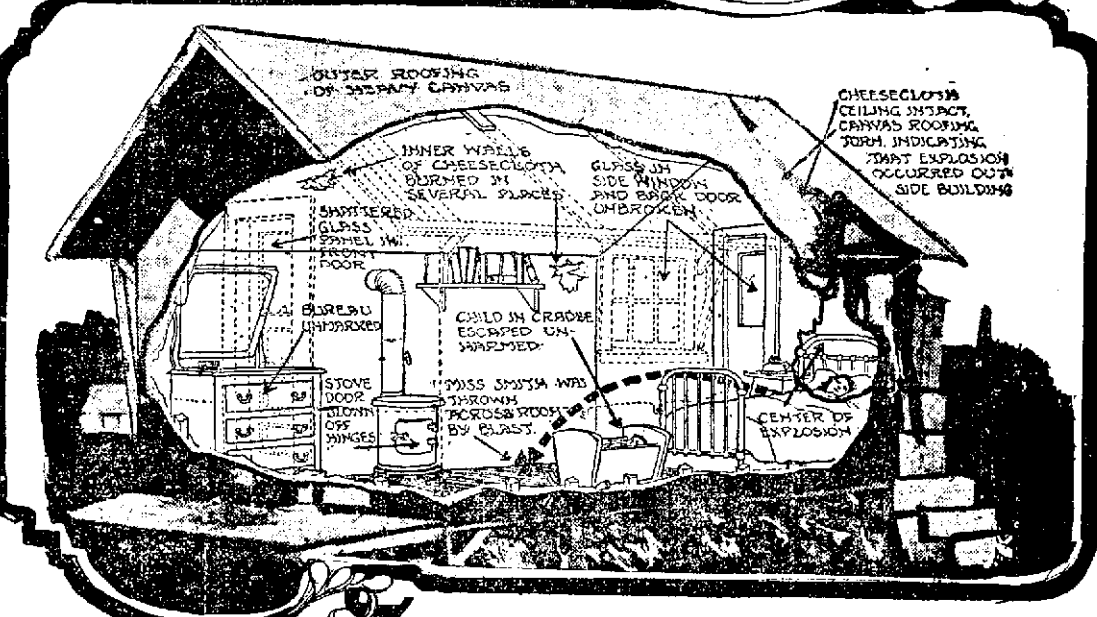 OUTER ROOFING
OF HEAVY CANVAS
CHEESECLOTH
CEILING INTACT,
CANVAS ROOFING
TORN, INDICATING
THAT EXPLOSION
OCCURRED OUT-
SIDE BUILDING
INNER WALLS
OF CHEESECLOTH
BURNED IN
SEVERAL PLACES
GLASS IN
SIDE WINDOW
AND BACK DOOR
UNBROKEN
SHATTERED
GLASS
PANEL IN
FRONT
DOOR
BUREAU
UNMARKED
CHILD IN CRADLE
ESCAPED UN-
HARMED.
STOVE
DOOR
BLOWN
OFF
HINGES
MISS SMITH WAS
THROWN
ACROSS ROOM
BY BLAST.
CENTER OF
EXPLOSION